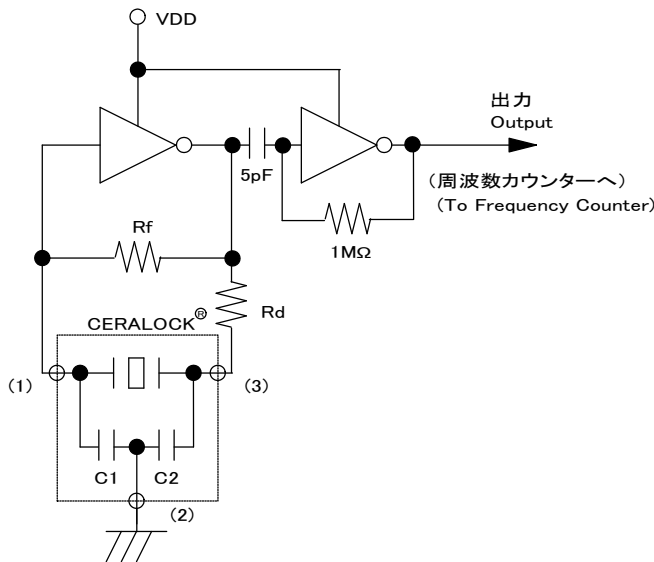 VDD
出力
Output
5pF
(周波数カウンターへ)
(To Frequency Counter)
Rf
1MΩ
Rd
CERALOCK®
(1)
(3)
C1
C2
(2)